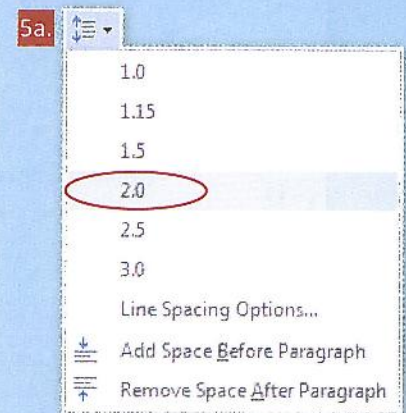 5a.
1.0
1.15
1.5
2.0
2.5
3.0
Line Spacing Options...
Add Space Before Paragraph
Remove Space After Paragraph